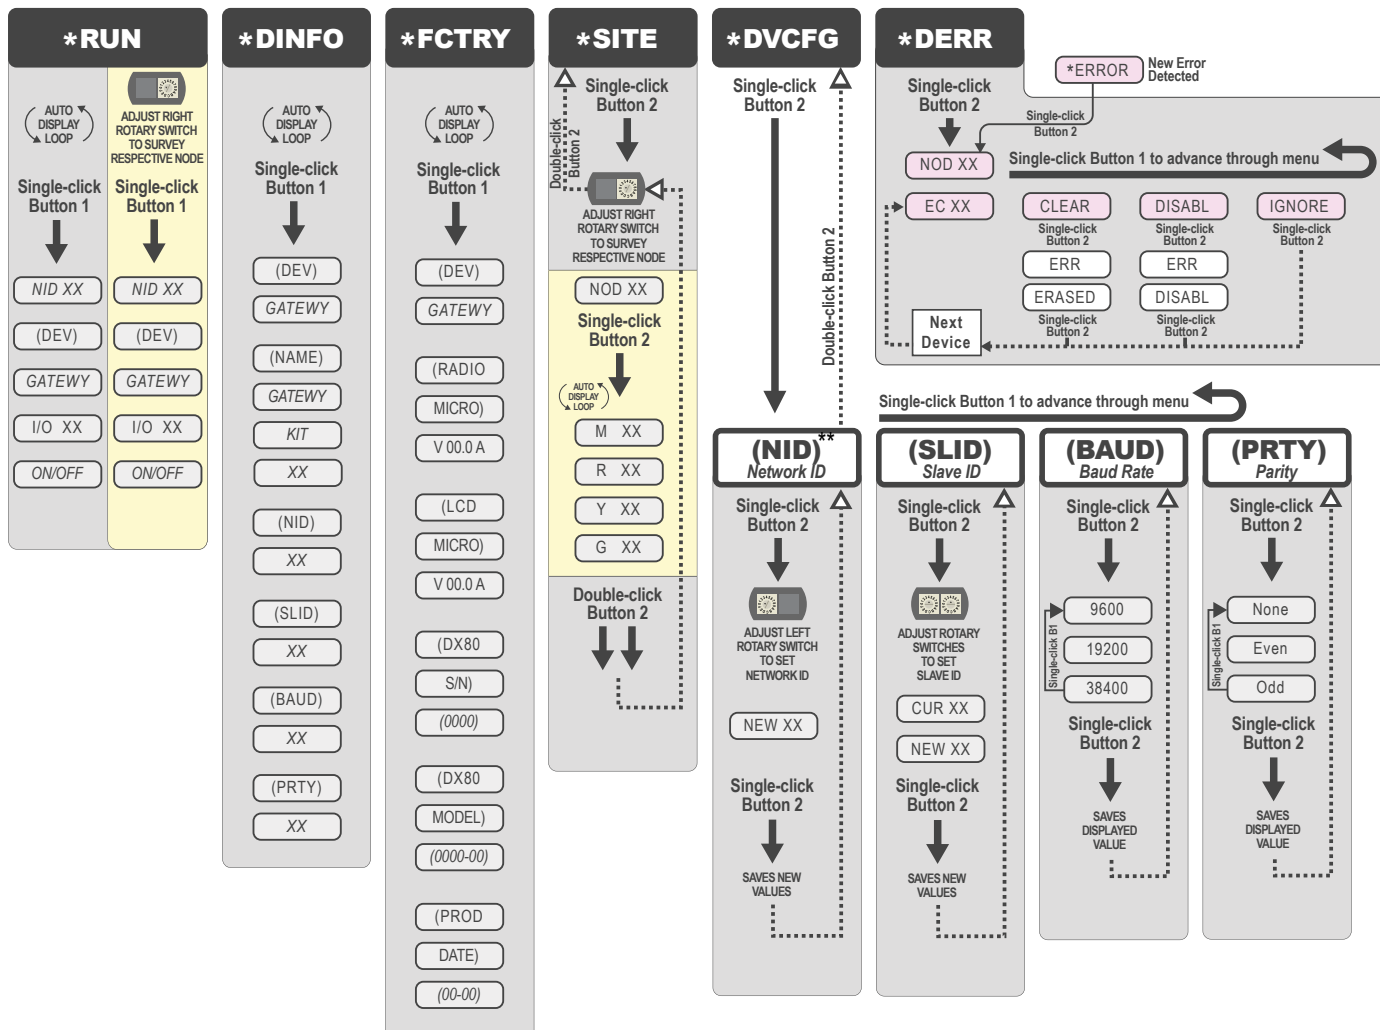 *RUN
AUTO
DISPLAY
LOOP
Single-click
Button 1
NID XX
(DEV)
GATEWY
I/O XX
ON/OFF
ADJUST RIGHT
ROTARY SWITCH
TO SURVEY
RESPECTIVE NODE
Single-click
Button 1
NID XX
(DEV)
GATEWY
I/O XX
ON/OFF
*DINFO
AUTO
DISPLAY
LOOP
Single-click
Button 1
(DEV)
GATEWY
(NAME)
GATEWY
KIT
XX
(NID)
XX
(SLID)
XX
(BAUD)
XX
(PRTY)
XX
*FCTRY
AUTO
DISPLAY
LOOP
Single-click
Button 1
(DEV)
GATEWY
(RADIO
MICRO)
V 00.0 A
(LCD
MICRO)
V 00.0 A
(DX80
S/N)
(0000)
(DX80
MODEL)
(0000-00)
(PROD
DATE)
(00-00)
*SITE
Single-click
Button 2
Double-click
Button 2
ADJUST RIGHT
ROTARY SWITCH
TO SURVEY
RESPECTIVE NODE
NOD XX
Single-click
Button 2
AUTO
DISPLAY
LOOP
M XX
R XX
Y XX
G XX
Double-click
Button 2
*DVCFG
Single-click
Button 2
Double-click Button 2
*DERR
Single-click
Button 2
*ERROR
New Error
Detected
Single-click
Button 2
NOD XX
Single-click Button 1 to advance through menu
EC XX
CLEAR
Single-click
Button 2
ERR
ERASED
Single-click
Button 2
DISABL
Single-click
Button 2
ERR
DISABL
Single-click
Button 2
IGNORE
Single-click
Button 2
Next
Device
Single-click Button 1 to advance through menu
(NID)**
Network ID
Single-click
Button 2
ADJUST LEFT
ROTARY SWITCH
TO SET
NETWORK ID
NEW XX
Single-click
Button 2
SAVES NEW
VALUES
(SLID)
Slave ID
Single-click
Button 2
ADJUST ROTARY
SWITCHES
TO SET
SLAVE ID
CUR XX
NEW XX
Single-click
Button 2
SAVES NEW
VALUES
(BAUD)
Baud Rate
Single-click
Button 2
Single-click B1
9600
19200
38400
Single-click
Button 2
SAVES
DISPLAYED
VALUE
(PRTY)
Parity
Single-click
Button 2
Single-click B1
None
Even
Odd
Single-click
Button 2
SAVES
DISPLAYED
VALUE